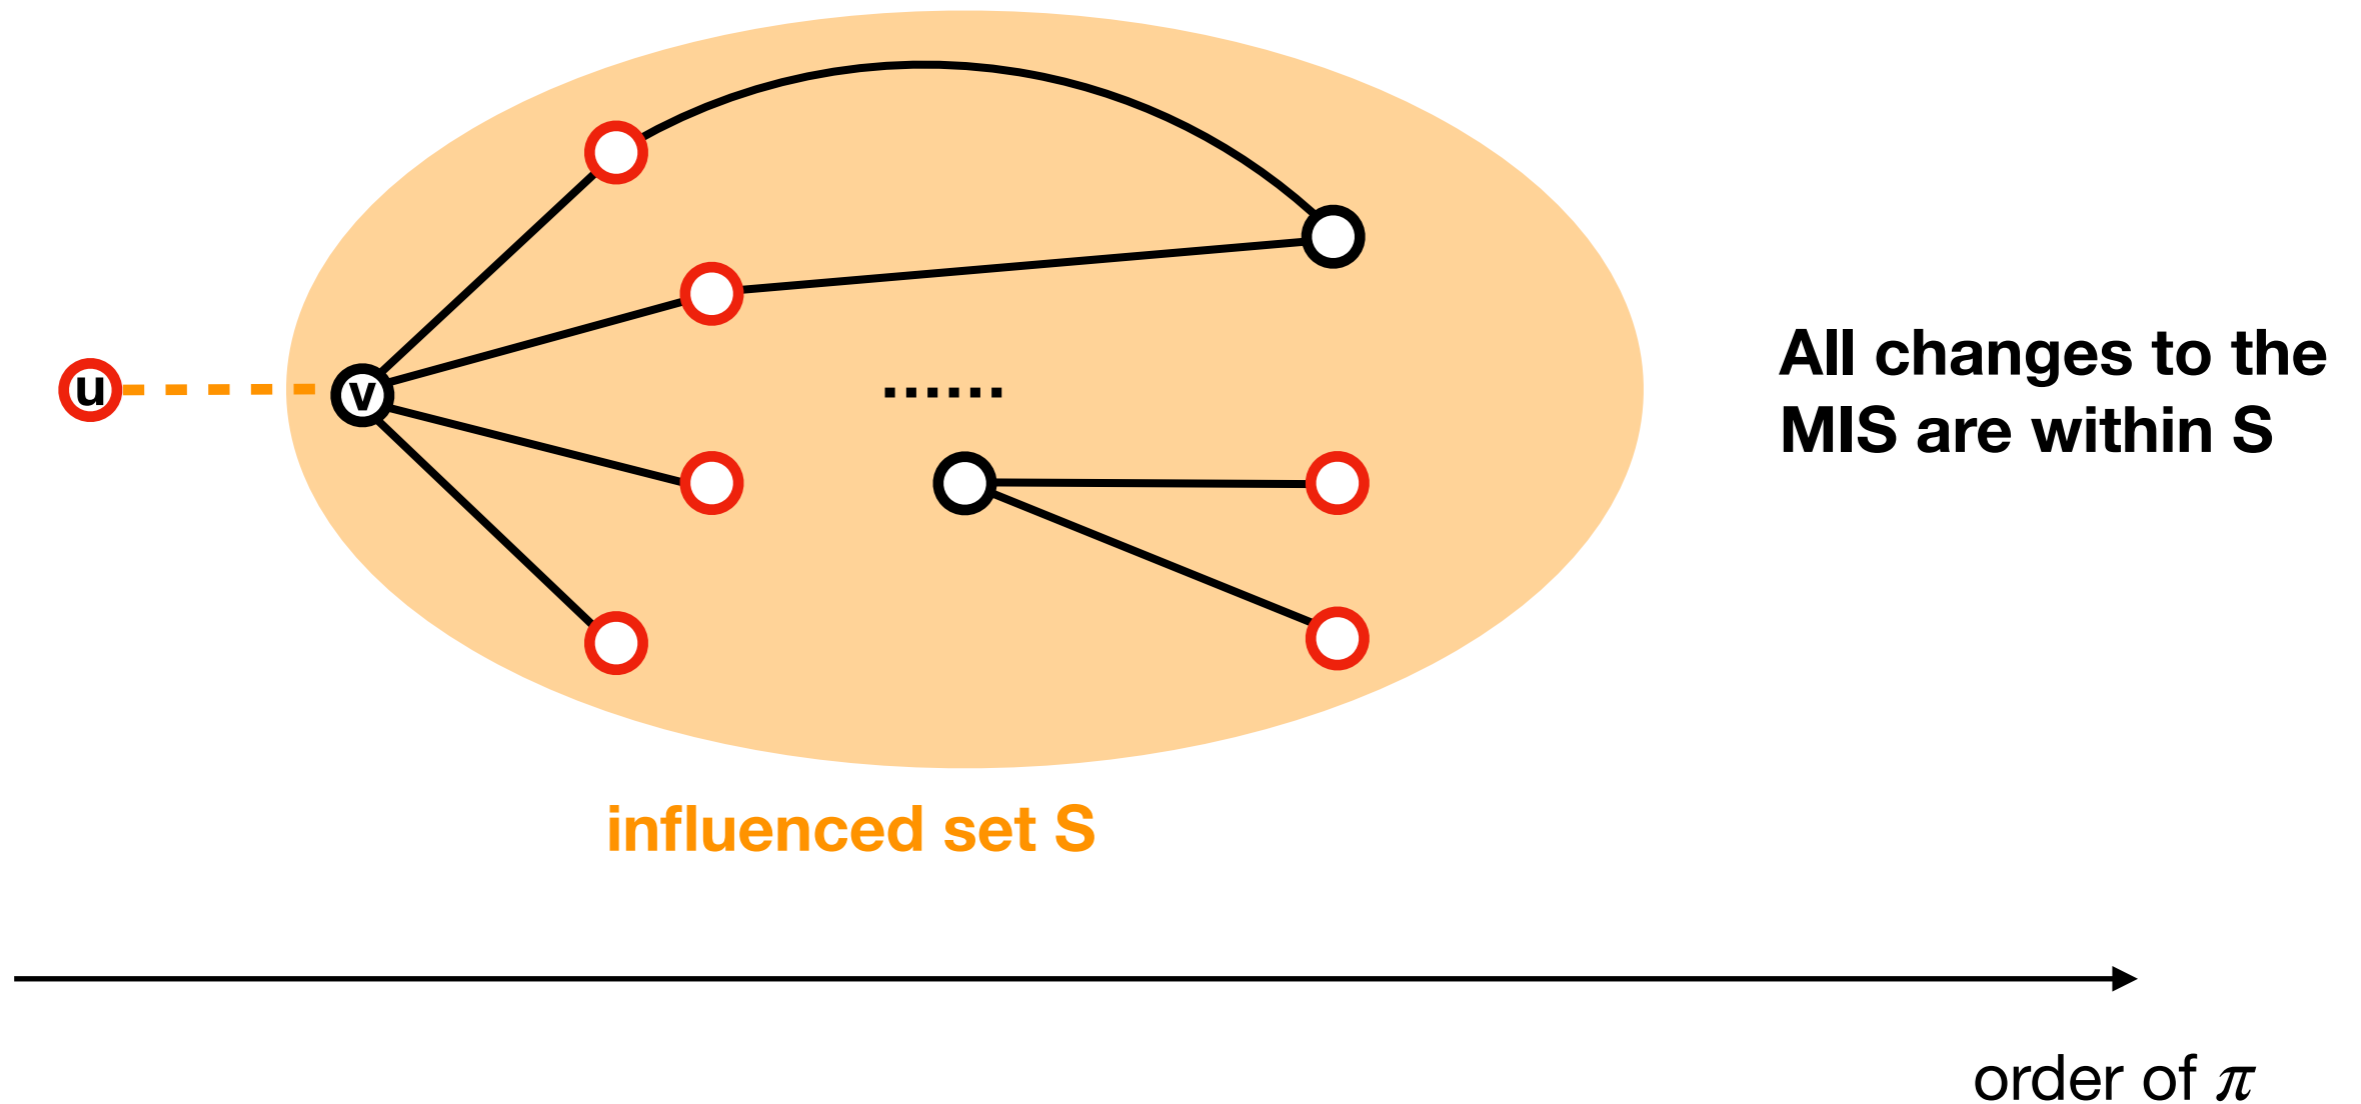 u
v
......
All changes to the
MIS are within S
influenced set S
order of π